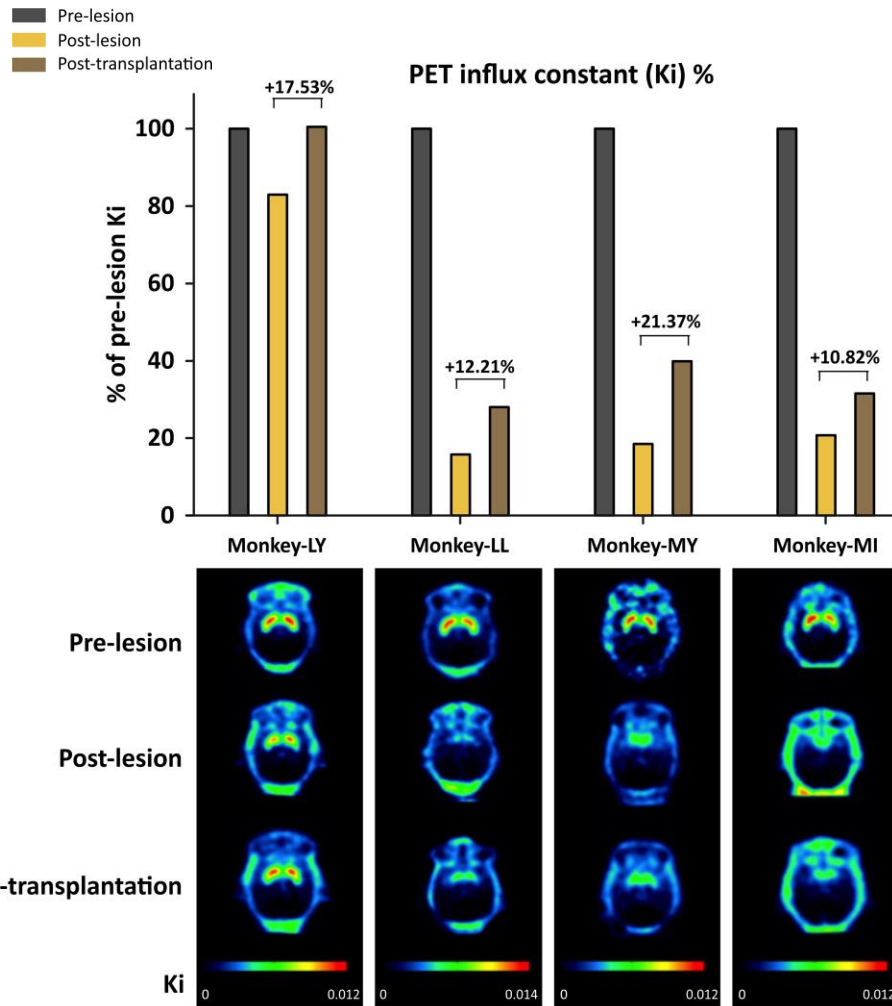 Pre-lesion
Post-lesion
Post-transplantation
PET influx constant (Ki) %
% of pre-lesion Ki
100
80
60
40
20
0
+17.53%
+12.21%
+21.37%
+10.82%
Monkey-LY
Monkey-LL
Monkey-MY
Monkey-MI
Pre-lesion
Post-lesion
-transplantation
Ki
0 0.012
0 0.014
0 0.012
0